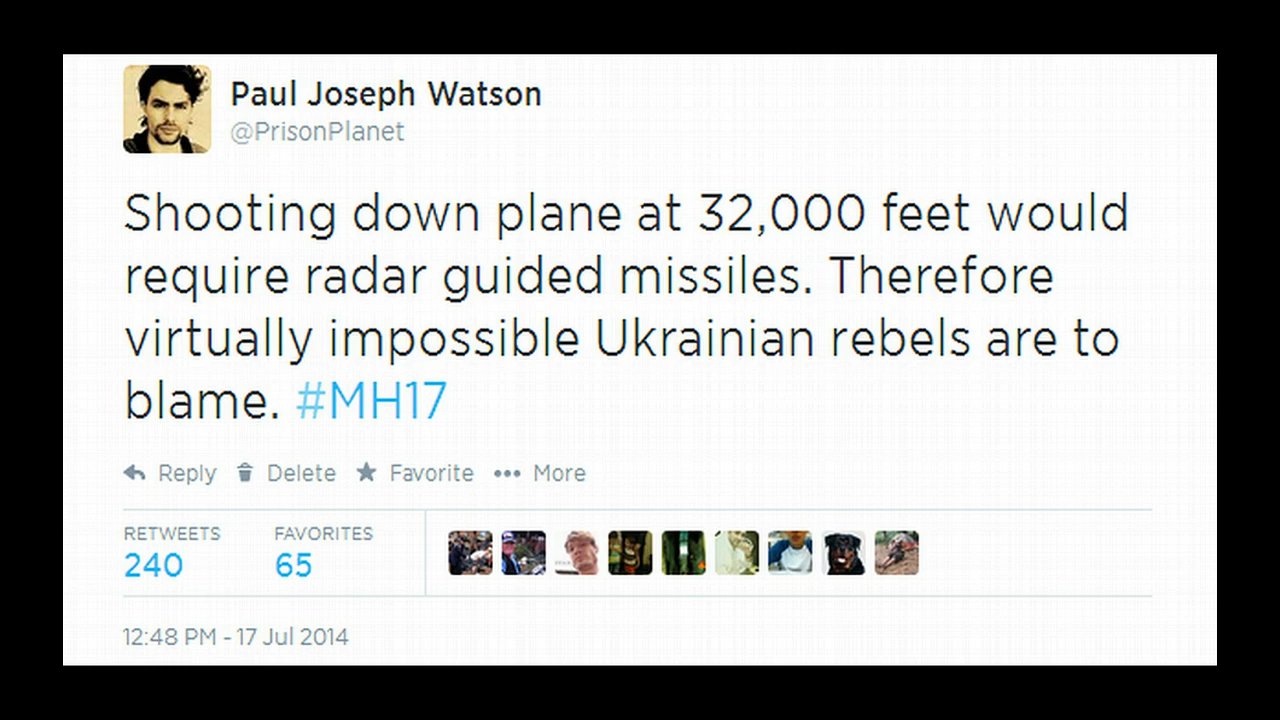 Paul Joseph Watson
@PrisonPlanet
Shooting down plane at 32,000 feet would
require radar guided missiles. Therefore
virtually impossible Ukrainian rebels are to
blame. #MH17
Reply Delete Favorite More
RETWEETS FAVORITES
240 65
12:48 PM - 17 Jul 2014